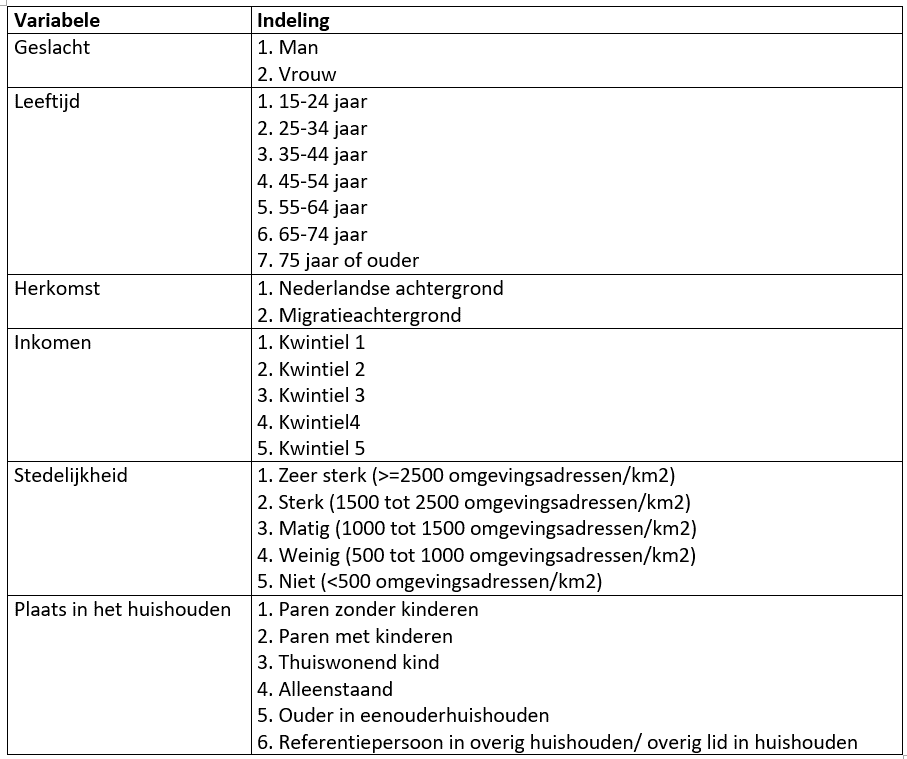 Variabele Indeling
Geslacht 1. Man
2. Vrouw
Leeftijd 1. 15-24 jaar
2. 25-34 jaar
3. 35-44 jaar
4. 45-54 jaar
5. 55-64 jaar
6. 65-74 jaar
7. 75 jaar of ouder
Herkomst 1. Nederlandse achtergrond
2. Migratieachtergrond
Inkomen 1. Kwintiel 1
2. Kwintiel 2
3. Kwintiel 3
4. Kwintiel4
5. Kwintiel 5
Stedelijkheid 1. Zeer sterk (>=2500 omgevingsadressen/km2)
2. Sterk (1500 tot 2500 omgevingsadressen/km2)
3. Matig (1000 tot 1500 omgevingsadressen/km2)
4. Weinig (500 tot 1000 omgevingsadressen/km2)
5. Niet (<500 omgevingsadressen/km2)
Plaats in het huishouden 1. Paren zonder kinderen
2. Paren met kinderen
3. Thuiswonend kind
4. Alleenstaand
5. Ouder in eenouderhuishouden
6. Referentiepersoon in overig huishouden/ overig lid in huishouden